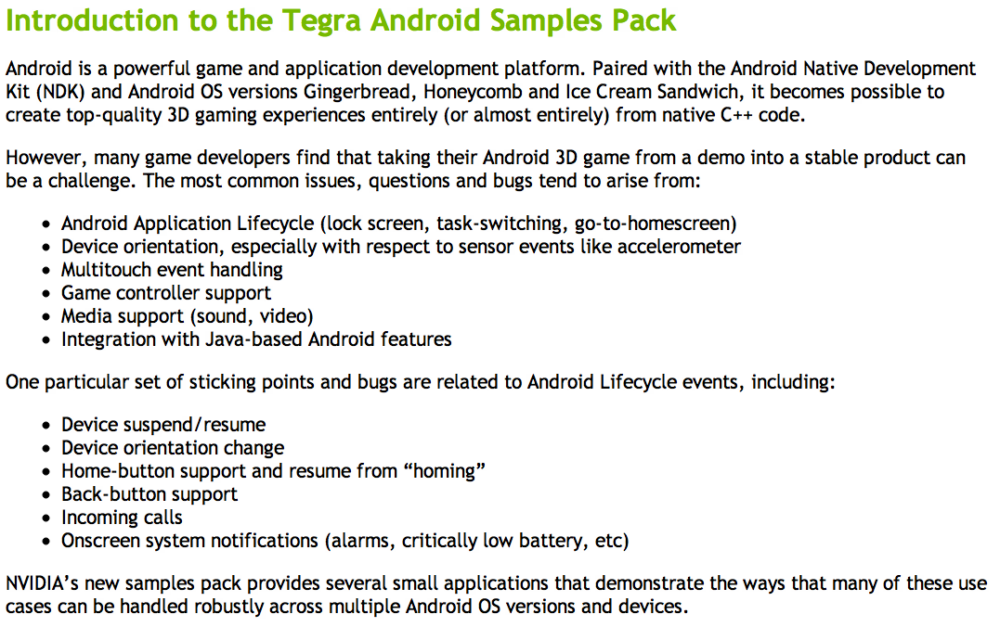 Introduction to the Tegra Android Samples Pack
Android is a powerful game and application development platform. Paired with the Android Native Development
Kit (NDK) and Android OS versions Gingerbread, Honeycomb and Ice Cream Sandwich, it becomes possible to
create top-quality 3D gaming experiences entirely (or almost entirely) from native C++ code.
However, many game developers find that taking their Android 3D game from a demo into a stable product can
be a challenge. The most common issues, questions and bugs tend to arise from:
• Android Application Lifecycle (lock screen, task-switching, go-to-homescreen)
• Device orientation, especially with respect to sensor events like accelerometer
• Multitouch event handling
• Game controller support
• Media support (sound, video)
• Integration with Java-based Android features
One particular set of sticking points and bugs are related to Android Lifecycle events, including:
• Device suspend/resume
• Device orientation change
• Home-button support and resume from “homing”
• Back-button support
• Incoming calls
• Onscreen system notifications (alarms, critically low battery, etc)
NVIDIA’s new samples pack provides several small applications that demonstrate the ways that many of these use
cases can be handled robustly across multiple Android OS versions and devices.